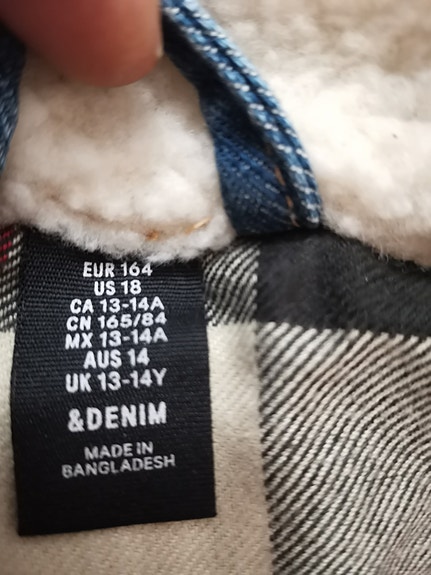 EUR 164
US 18
CA 13-14A
CN 165/84
MX 13-14A
AUS 14
UK 13-14Y
&DENIM
MADE IN
BANGLADESH